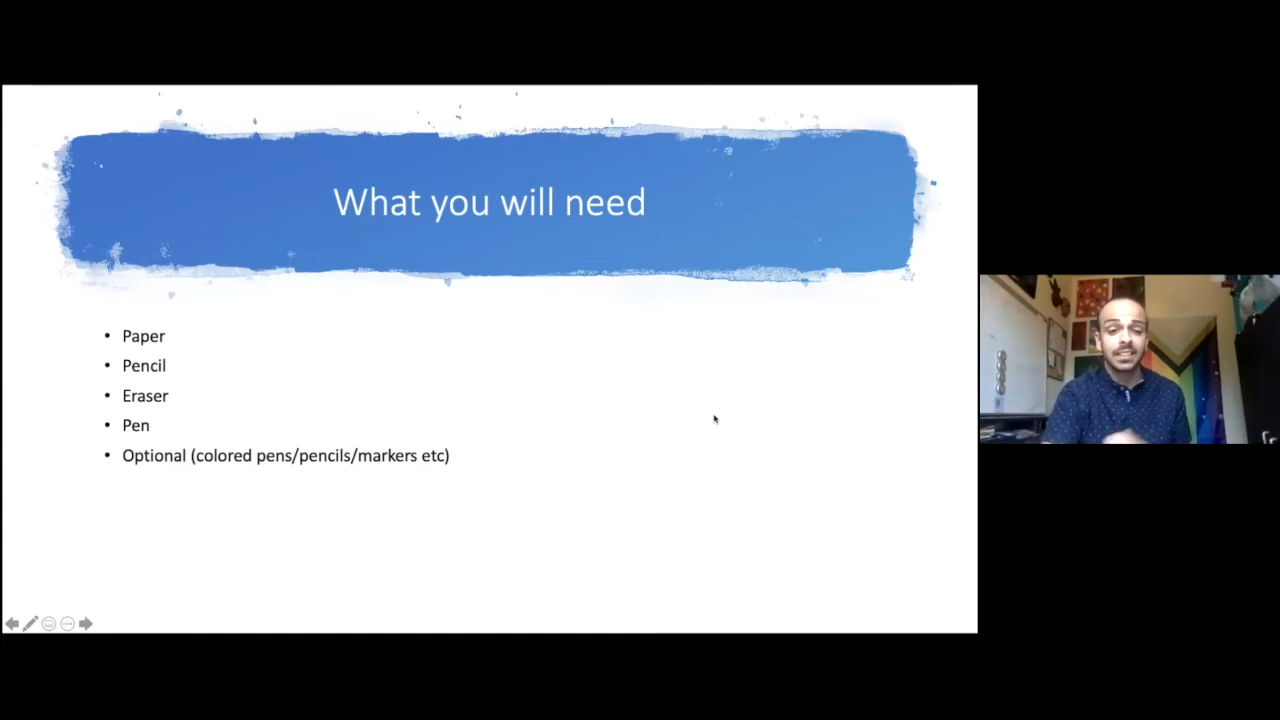 What you will need
• Paper
• Pencil
• Eraser
• Pen
• Optional (colored pens/pencils/markers etc)